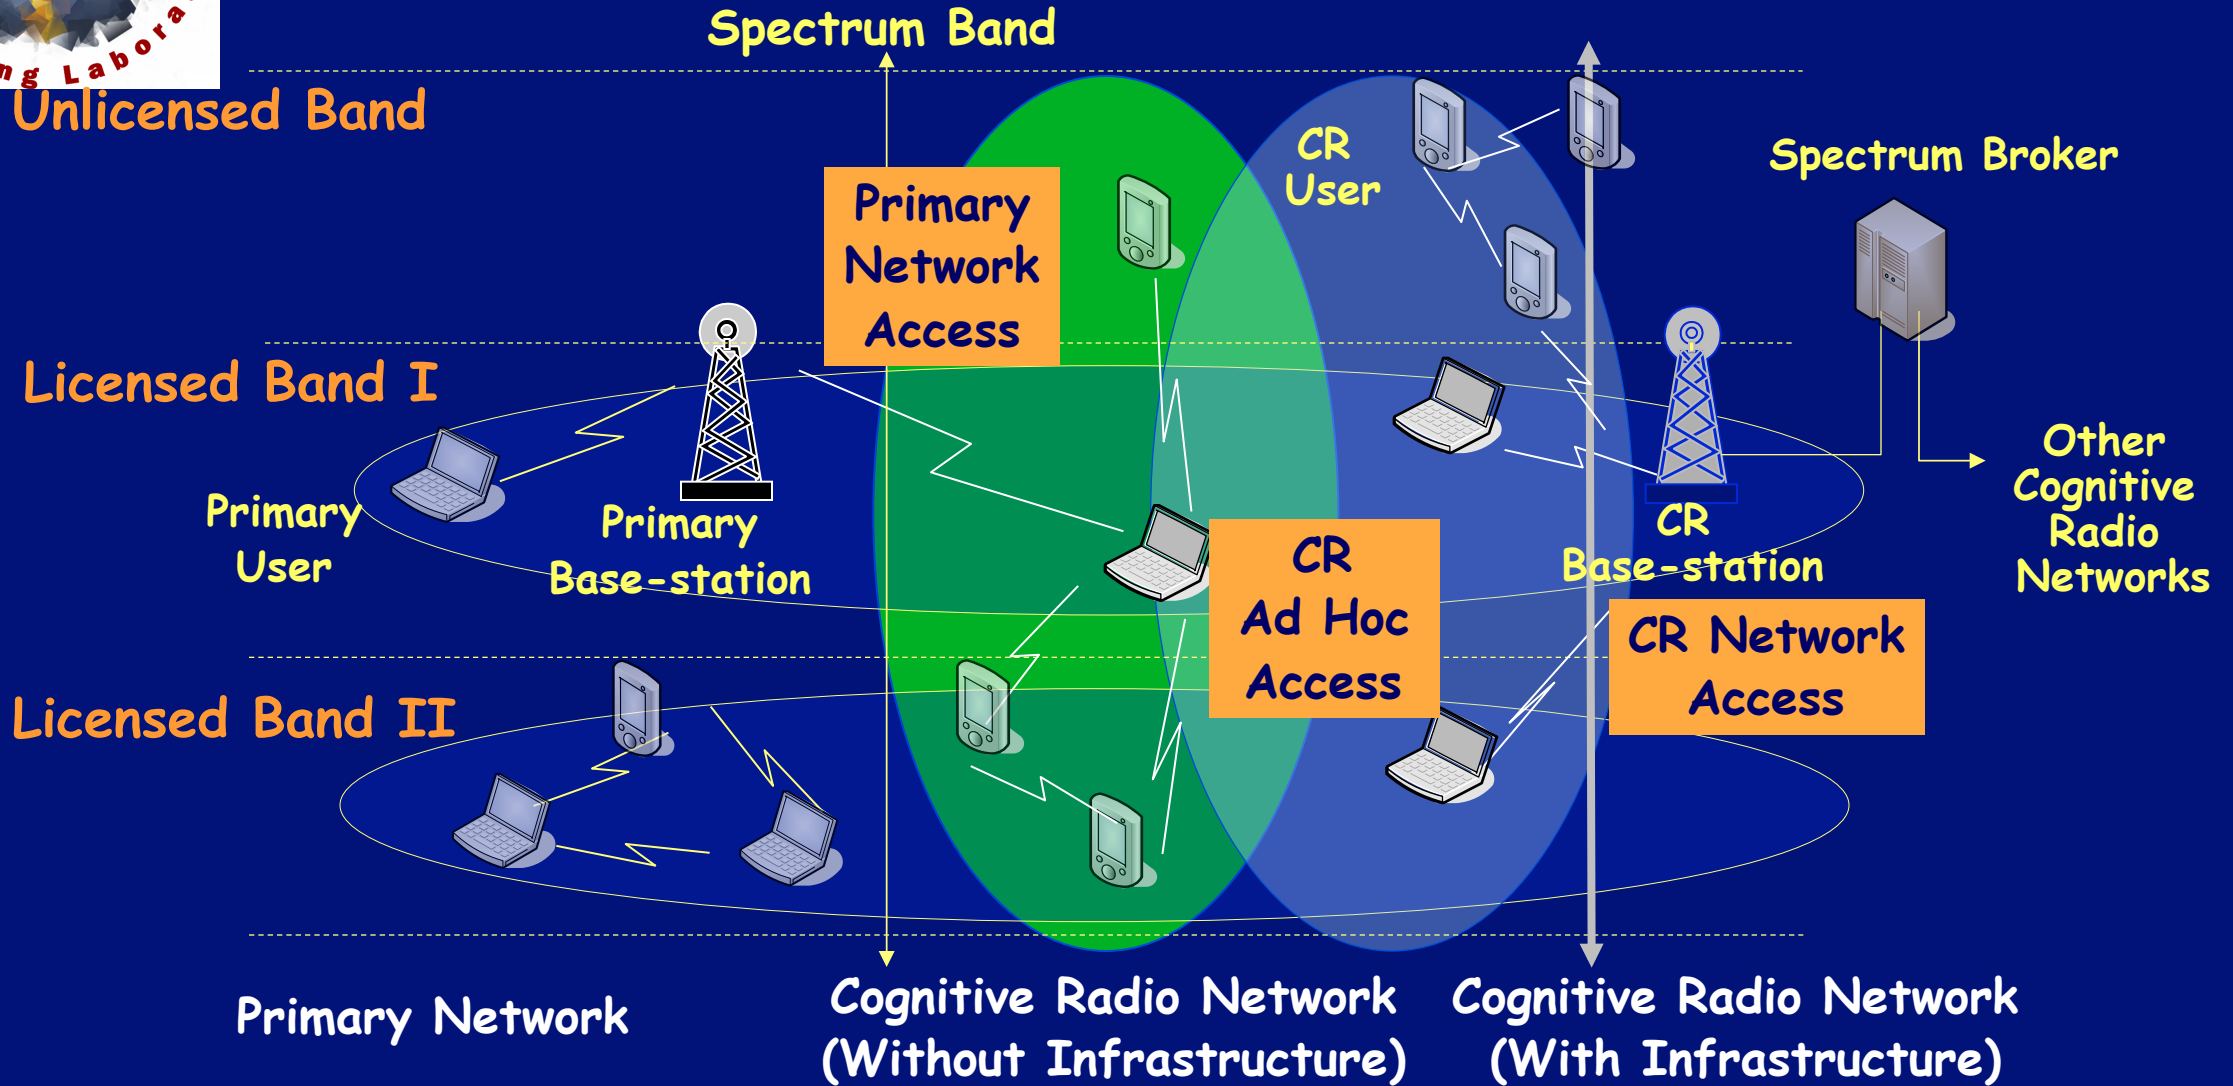 Spectrum Band
ng Labora
Unlicensed Band
CR
User
Spectrum Broker
Primary
Network
Access
Licensed Band I
Primary
User
Primary
Base-station
CR
Ad Hoc
Access
CR
Base-station
Other
Cognitive
Radio
Networks
CR Network
Access
Licensed Band II
Primary Network
Cognitive Radio Network
(Without Infrastructure)
Cognitive Radio Network
(With Infrastructure)